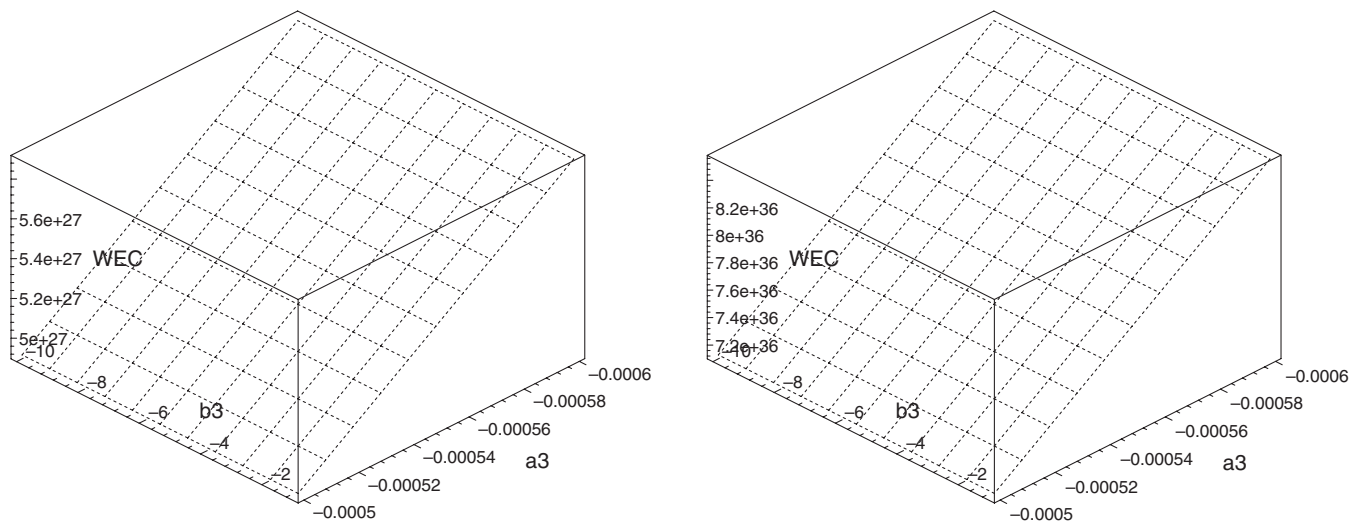 5.6e+27
WEC
5.4e+27
5.2e+27
5e+27
−10
−8
b3
−6
−4
−2
−0.0006
−0.00058
−0.00056
−0.00054
a3
−0.00052
−0.0005
8.2e+36
8e+36
WEC
7.8e+36
7.6e+36
7.4e+36
7.2e+36
−10
−8
b3
−6
−4
−2
−0.0006
−0.00058
−0.00056
−0.00054
a3
−0.00052
−0.0005